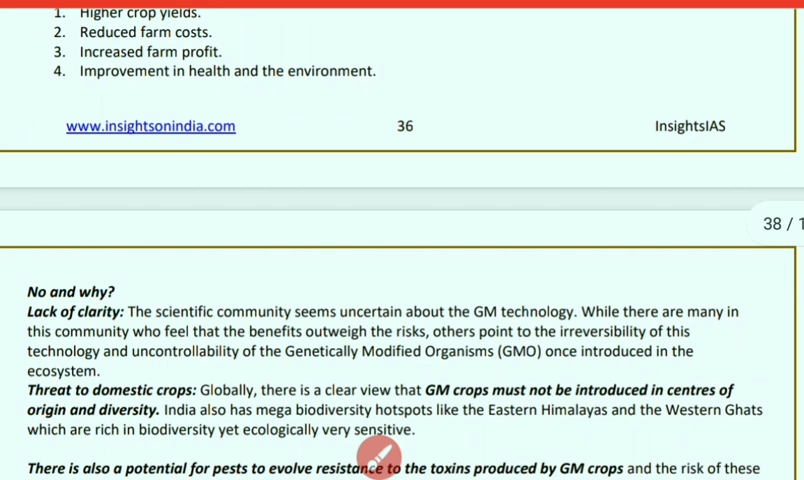 1. Higher crop yields.
2. Reduced farm costs.
3. Increased farm profit.
4. Improvement in health and the environment.
www.insightsonindia.com 36 InsightsIAS
38 / 1
No and why?
Lack of clarity: The scientific community seems uncertain about the GM technology. While there are many in
this community who feel that the benefits outweigh the risks, others point to the irreversibility of this
technology and uncontrollability of the Genetically Modified Organisms (GMO) once introduced in the
ecosystem.
Threat to domestic crops: Globally, there is a clear view that GM crops must not be introduced in centres of
origin and diversity. India also has mega biodiversity hotspots like the Eastern Himalayas and the Western Ghats
which are rich in biodiversity yet ecologically very sensitive.
There is also a potential for pests to evolve resistance to the toxins produced by GM crops and the risk of these